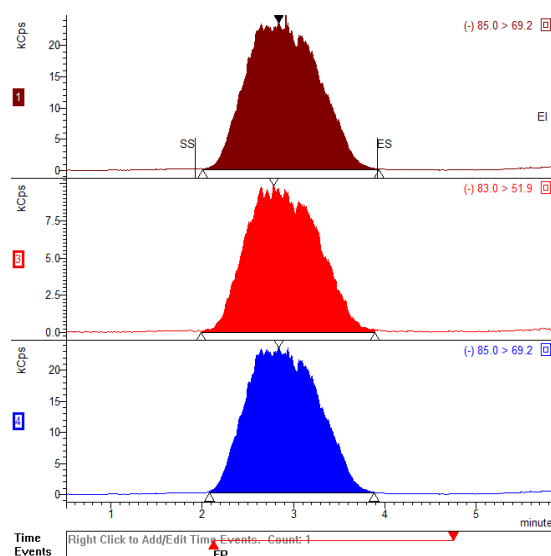 kCps
(-) 85.0 > 69.2
20
15
10
5
0
1
SS
ES
EI
kCps
(-) 83.0 > 51.9
7.5
5.0
2.5
0.0
3
kCps
(-) 85.0 > 69.2
20
15
10
5
0
4
1
2
3
4
5
minute
Time
Events
Right Click to Add/Edit Time Events. Count: 1